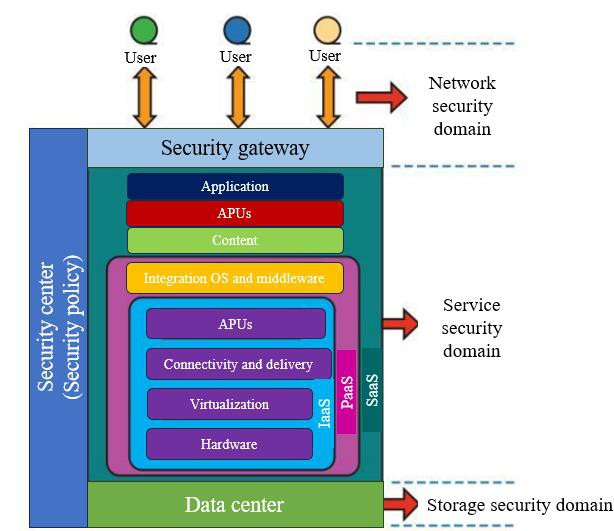 User
User
User
Network
security
domain
Security gateway
Application
APUs
Content
Integration OS and middleware
APUs
Connectivity and delivery
Virtualization
Hardware
IaaS
PaaS
SaaS
Security center
(Security policy)
Service
security
domain
Data center
Storage security domain